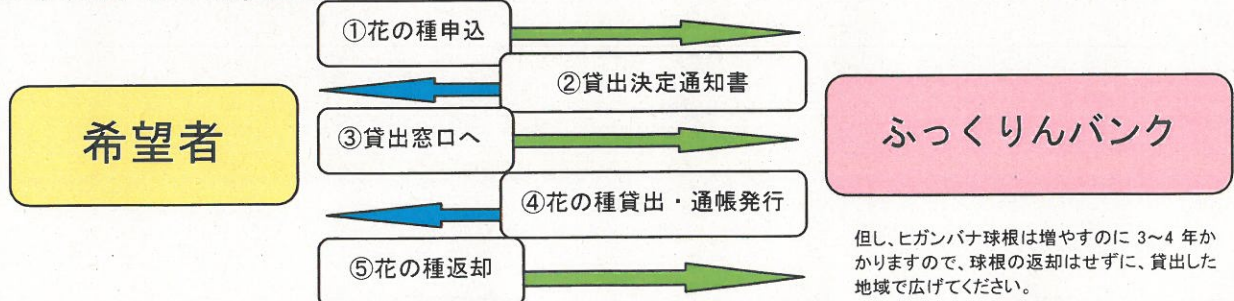 ①花の種申込
②貸出決定通知書
希望者
③貸出窓口へ
ふっくりんバンク
④花の種貸出・通帳発行
⑤花の種返却
但し、ヒガンバナ球根は増やすのに 3~4 年か
かりますので、球根の返却はせずに、貸出した
地域で広げてください。